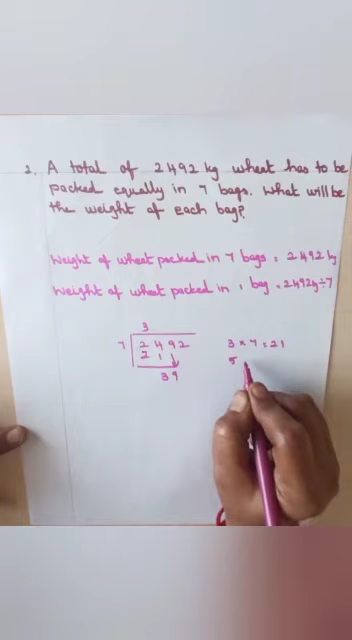 2. A total of 2492 kg wheat has to be
packed equally in 7 bags. What will be
the weight of each bag?
Weight of wheat packed in 7 bags = 2492 kg
Weight of wheat packed in 1 bag = 2492kg ÷ 7
3
7 2492
21
39
3 × 7 = 21
5